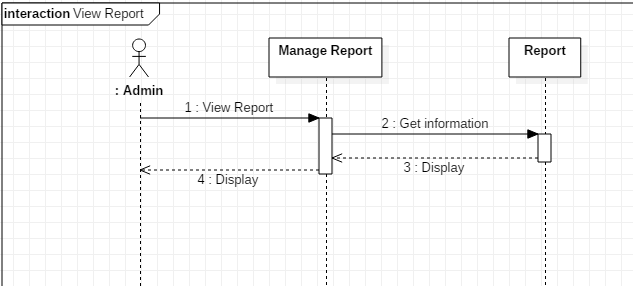 interaction View Report
Manage Report
Report
: Admin
1 : View Report
2 : Get information
3 : Display
4 : Display